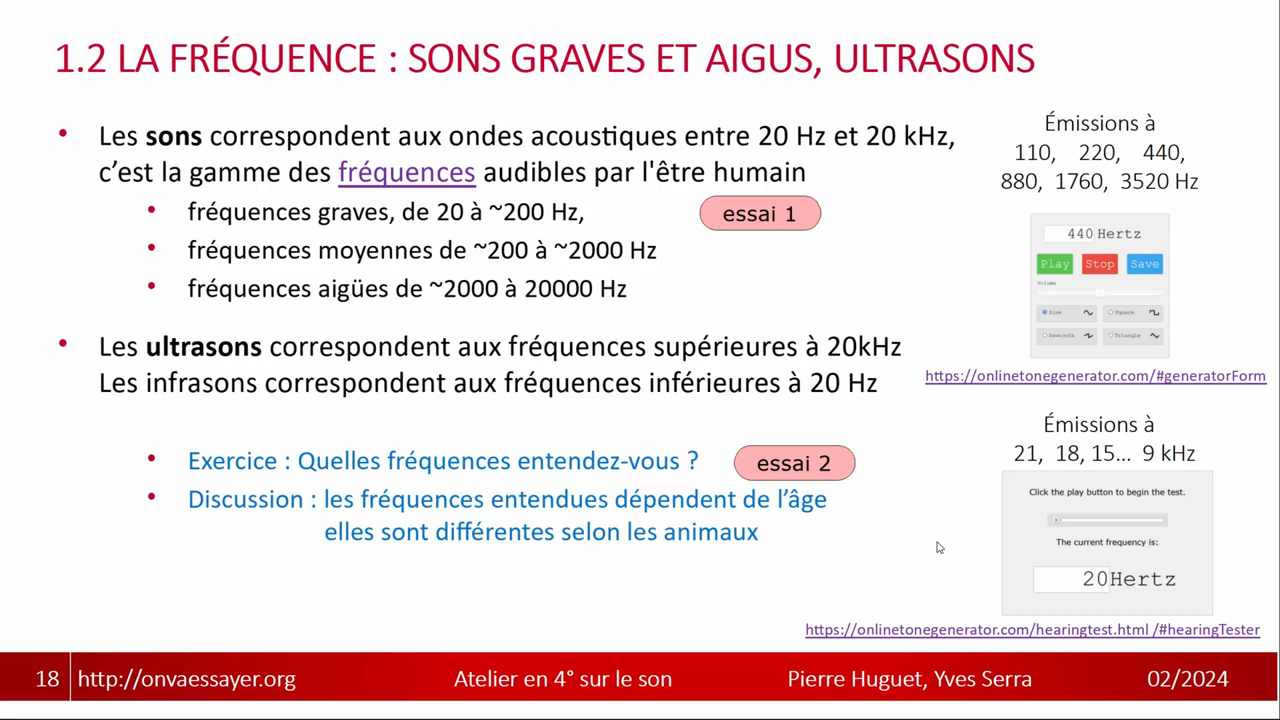 1.2 LA FRÉQUENCE : SONS GRAVES ET AIGUS, ULTRASONS
Les sons correspondent aux ondes acoustiques entre 20 Hz et 20 kHz,
c’est la gamme des fréquences audibles par l'être humain
fréquences graves, de 20 à ~200 Hz,
essai 1
fréquences moyennes de ~200 à ~2000 Hz
fréquences aigües de ~2000 à 20000 Hz
Les ultrasons correspondent aux fréquences supérieures à 20kHz
Les infrasons correspondent aux fréquences inférieures à 20 Hz
Exercice : Quelles fréquences entendez-vous ?
essai 2
Discussion : les fréquences entendues dépendent de l’âge
elles sont différentes selon les animaux
Émissions à
110, 220, 440,
880, 1760, 3520 Hz
440 Hertz
Play Stop Save
Volume
Sine Square
Sawtooth Triangle
https://onlinetonegenerator.com/#generatorForm
Émissions à
21, 18, 15... 9 kHz
Click the play button to begin the test.
The current frequency is:
20Hertz
https://onlinetonegenerator.com/hearingtest.html /#hearingTester
18 http://onvaessayer.org Atelier en 4° sur le son Pierre Huguet, Yves Serra 02/2024